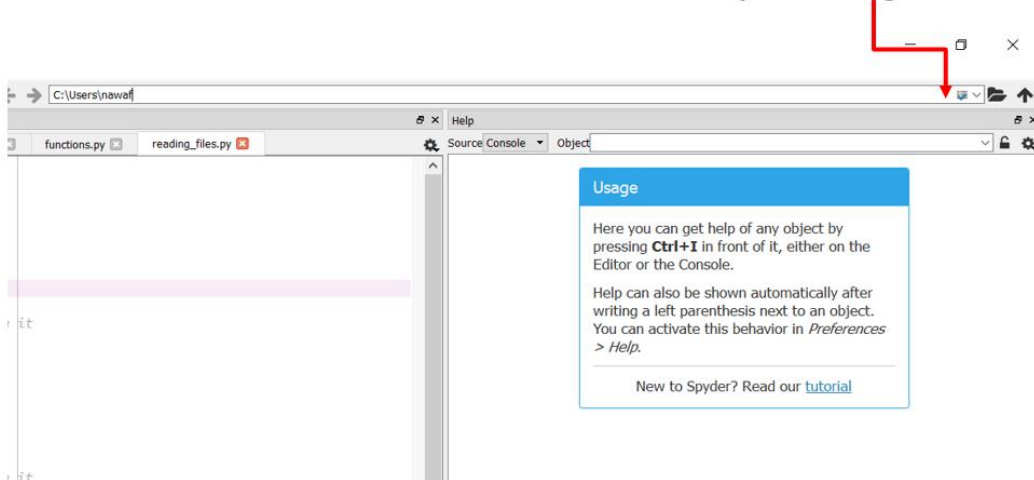 C:\Users\nawaf
Help
functions.py
reading_files.py
Source Console Object
Usage
Here you can get help of any object by
pressing Ctrl+I in front of it, either on the
Editor or the Console.
Help can also be shown automatically after
writing a left parenthesis next to an object.
You can activate this behavior in Preferences
> Help.
New to Spyder? Read our tutorial
it
it